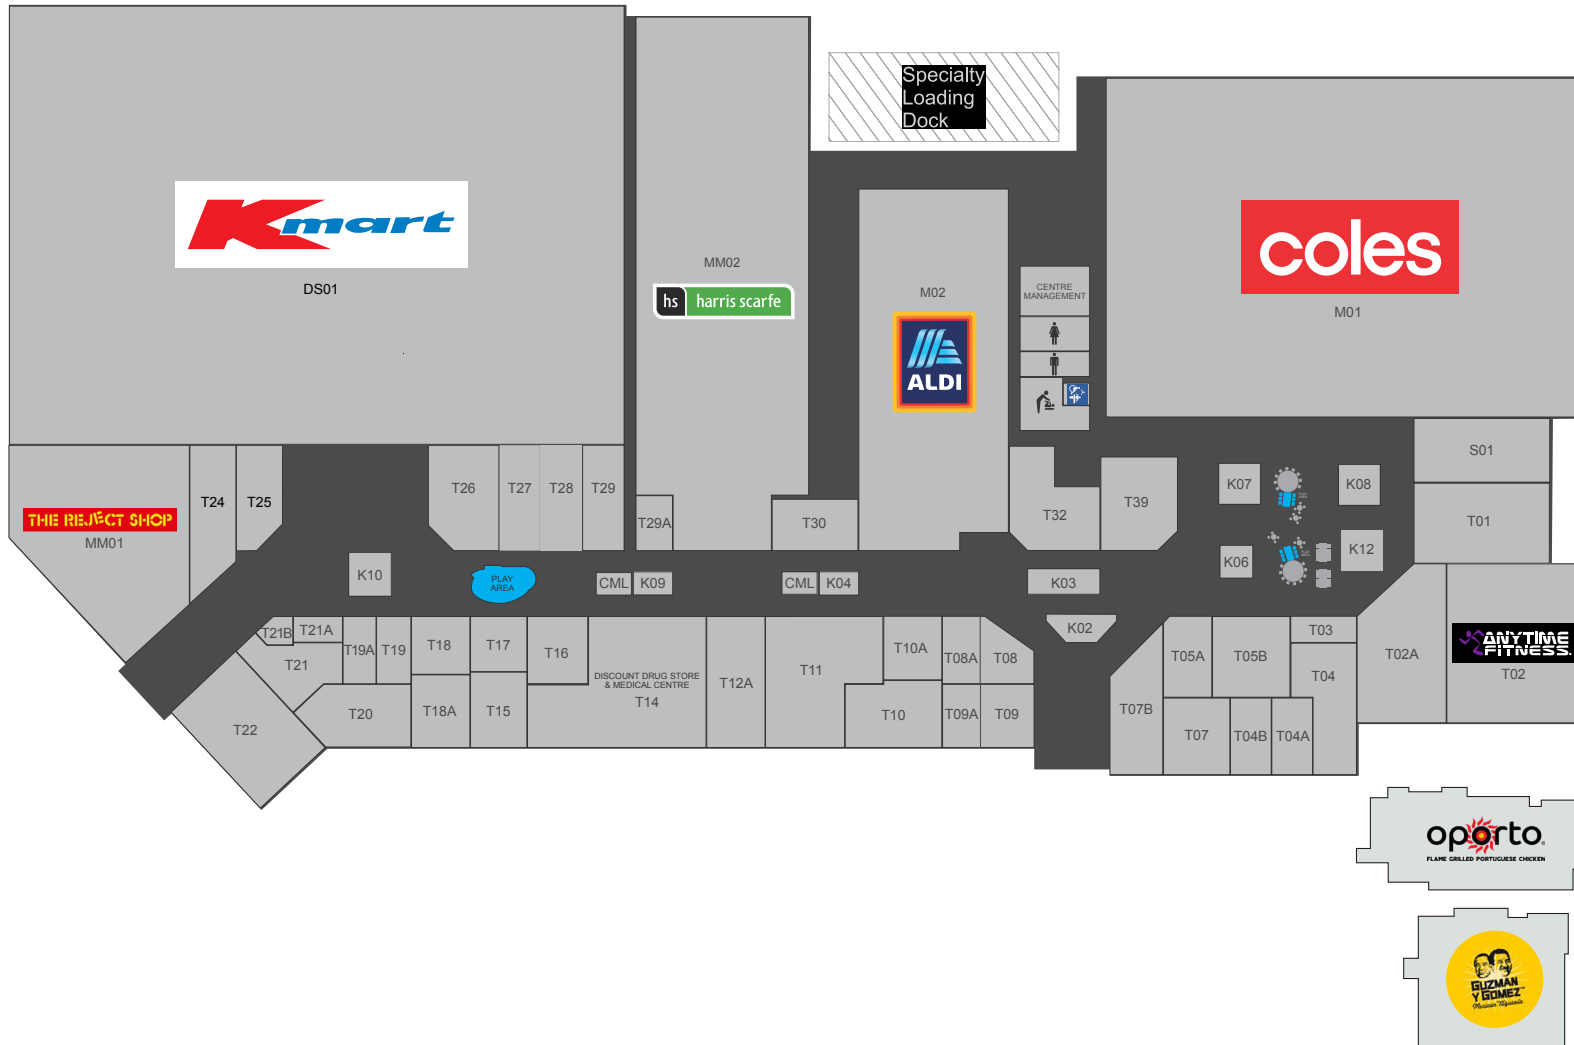 Specialty
Loading
Dock
Kmart
DS01
MM02
hs harris scarfe
M02
ALDI
CENTRE
MANAGEMENT
coles
M01
THE REJECT SHOP
MM01
T24
T25
T26
T27
T28
T29
T29A
T30
T32
T39
K07
K08
S01
T01
K06
K12
K10
PLAY
AREA
CML
K09
CML
K04
K03
K02
T21B
T21A
T21
T19A
T19
T18
T17
T16
DISCOUNT DRUG STORE
& MEDICAL CENTRE
T14
T12A
T11
T10A
T08A
T08
T05A
T05B
T03
T04
T02A
ANYTIME
FITNESS.
T02
T22
T20
T18A
T15
T10
T09A
T09
T07B
T07
T04B
T04A
oporto
FLAME GRILLED PORTUGUESE CHICKEN
GUZMAN
Y GOMEZ
Mexican Taqueria